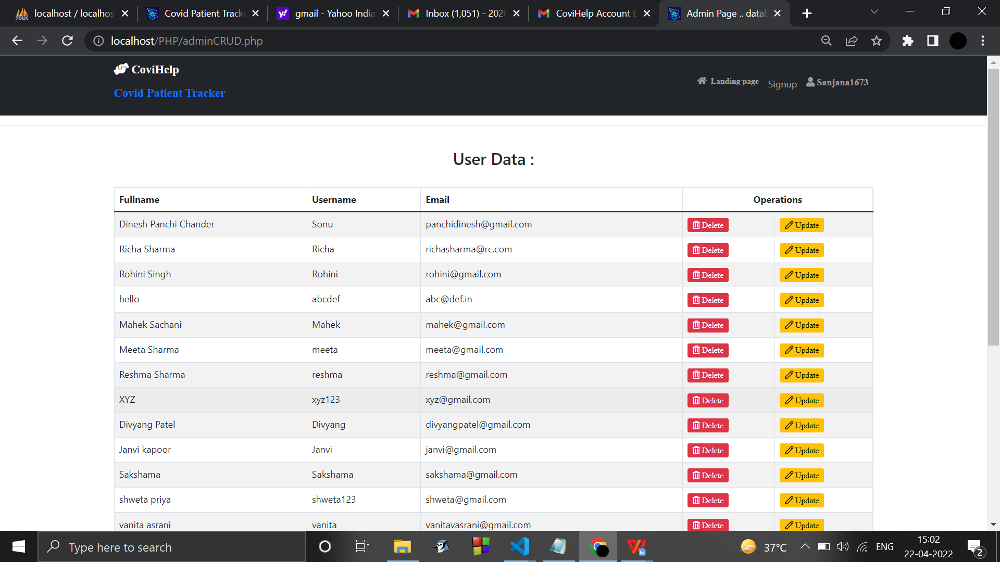 localhost / localhos
Covid Patient Track
gmail - Yahoo India
Inbox (1,051) - 202
CoviHelp Account
Admin Page .. datab
localhost/PHP/adminCRUD.php
CoviHelp
Covid Patient Tracker
Landing page
Signup
Sanjana1673
User Data :
Fullname Username Email Operations
Dinesh Panchi Chander Sonu panchidinesh@gmail.com Delete Update
Richa Sharma Richa richasharma@rc.com Delete Update
Rohini Singh Rohini rohini@gmail.com Delete Update
hello abcdef abc@def.in Delete Update
Mahek Sachani Mahek mahek@gmail.com Delete Update
Meeta Sharma meeta meeta@gmail.com Delete Update
Reshma Sharma reshma reshma@gmail.com Delete Update
XYZ xyz123 xyz@gmail.com Delete Update
Divyang Patel Divyang divyangpatel@gmail.com Delete Update
Janvi kapoor Janvi janvi@gmail.com Delete Update
Sakshama Sakshama sakshama@gmail.com Delete Update
shweta priya shweta123 shweta@gmail.com Delete Update
vanita asrani vanita vanitavasrani@gmail.com Delete Update
Type here to search
37°C
ENG
15:02
22-04-2022
2